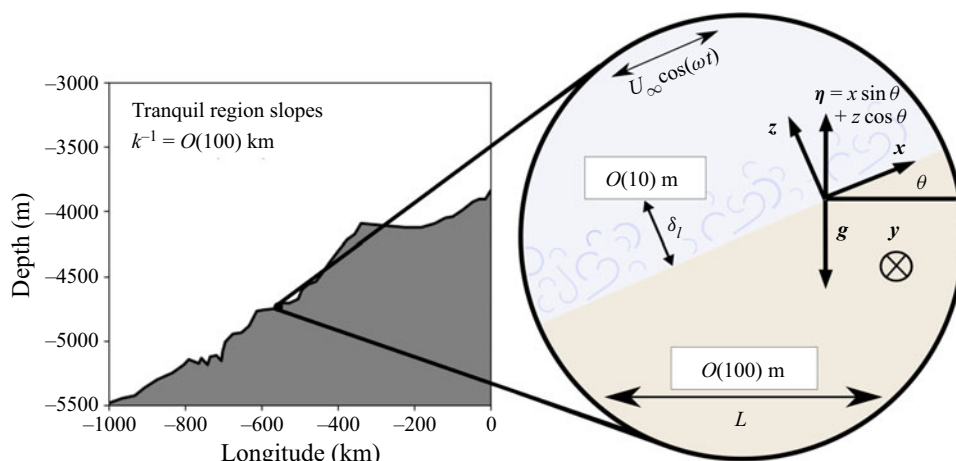 Tranquil region slopes
k⁻¹ = O(100) km
Depth (m)
–3000
–3500
–4000
–4500
–5000
–5500
–1000
–800
–600
–400
–200
0
Longitude (km)
U∞cos(ωt)
O(10) m
δl
z
η = x sin θ
+ z cos θ
x
θ
g
y
O(100) m
L